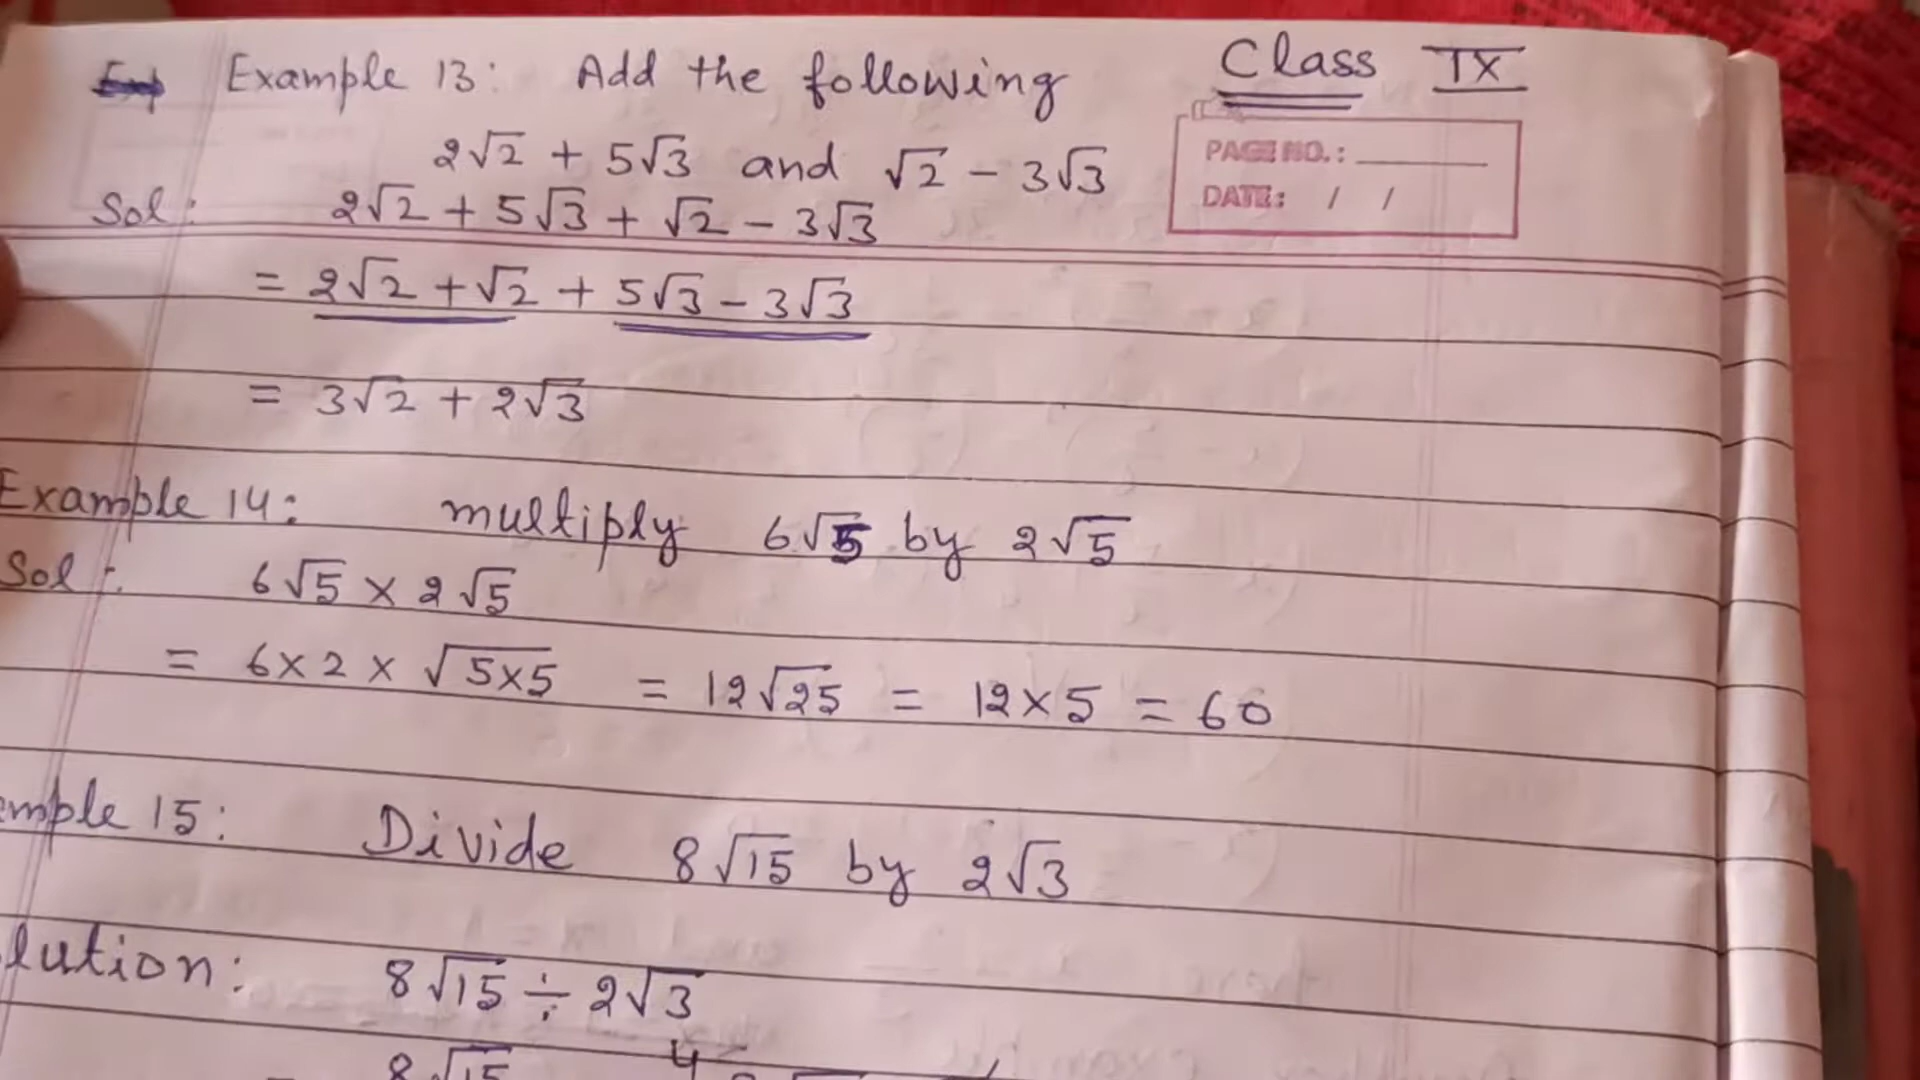 Example 13: Add the following
Class IX
2√2 + 5√3 and √2 - 3√3
PAGE NO.:
DATE: / /
Sol: 2√2 + 5√3 + √2 - 3√3
= 2√2 + √2 + 5√3 - 3√3
= 3√2 + 2√3
Example 14: multiply 6√5 by 2√5
Sol: 6√5 × 2√5
= 6×2 × √5×5 = 12√25 = 12×5 = 60
mple 15: Divide 8√15 by 2√3
lution: 8√15 ÷ 2√3
8√15 4